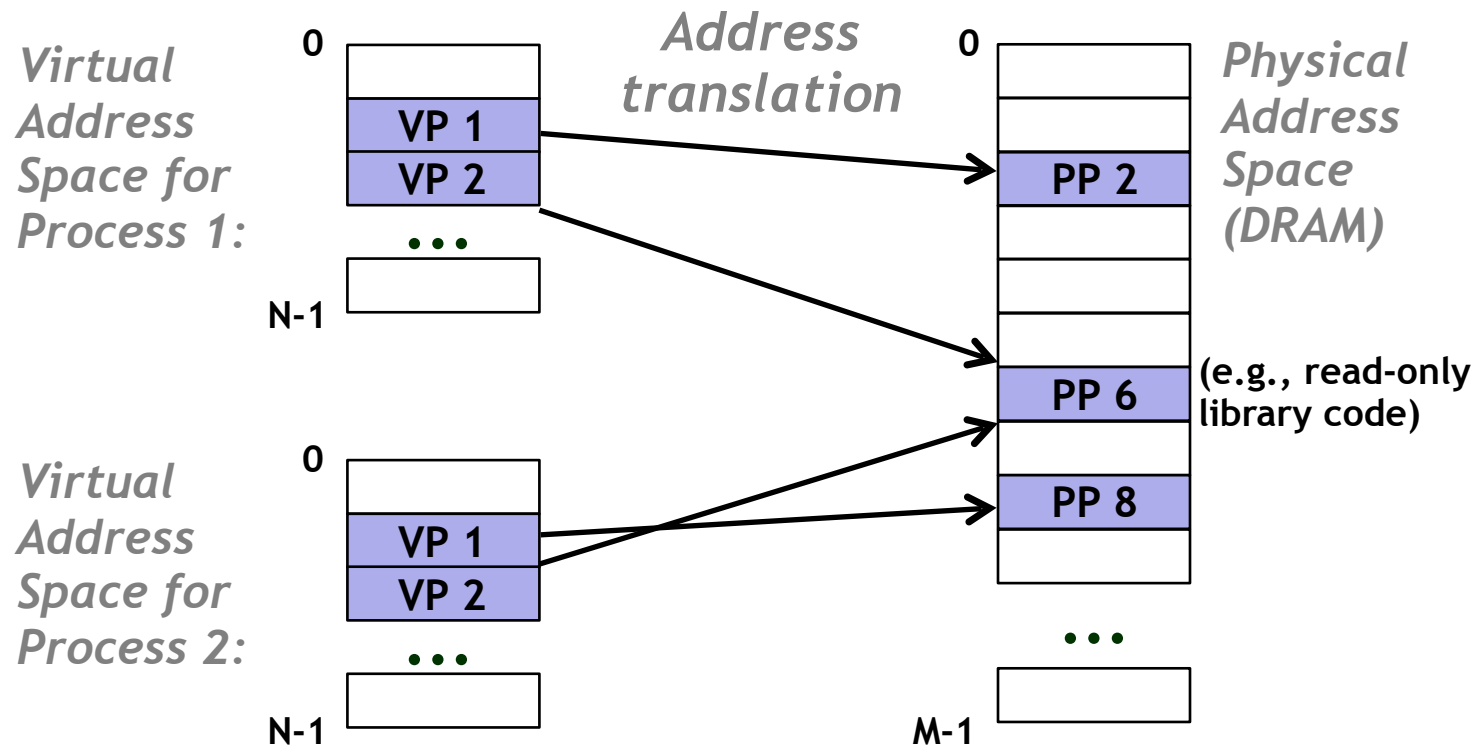 Virtual
Address
Space for
Process 1:
0
VP 1
VP 2
...
N-1
Address
translation
0
PP 2
PP 6
PP 8
...
M-1
Physical
Address
Space
(DRAM)
(e.g., read-only
library code)
Virtual
Address
Space for
Process 2:
0
VP 1
VP 2
...
N-1